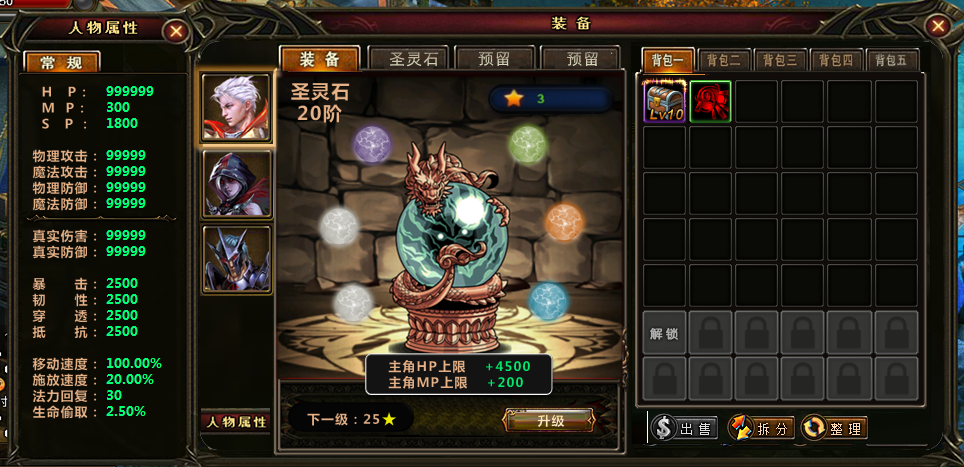 人物属性
常 规
H P: 999999
M P: 300
S P: 1800
物理攻击: 99999
魔法攻击: 99999
物理防御: 99999
魔法防御: 99999
真实伤害: 99999
真实防御: 99999
暴 击: 2500
韧 性: 2500
穿 透: 2500
抵 抗: 2500
移动速度: 100.00%
施放速度: 20.00%
法力回复: 30
生命偷取: 2.50%
人物属性
装 备
装 备 圣灵石 预留 预留
圣灵石
20阶
3
主角HP上限 +4500
主角MP上限 +200
下一级:25
升级
背包一 背包二 背包三 背包四 背包五
Lv10
解锁
出售 拆分 整理